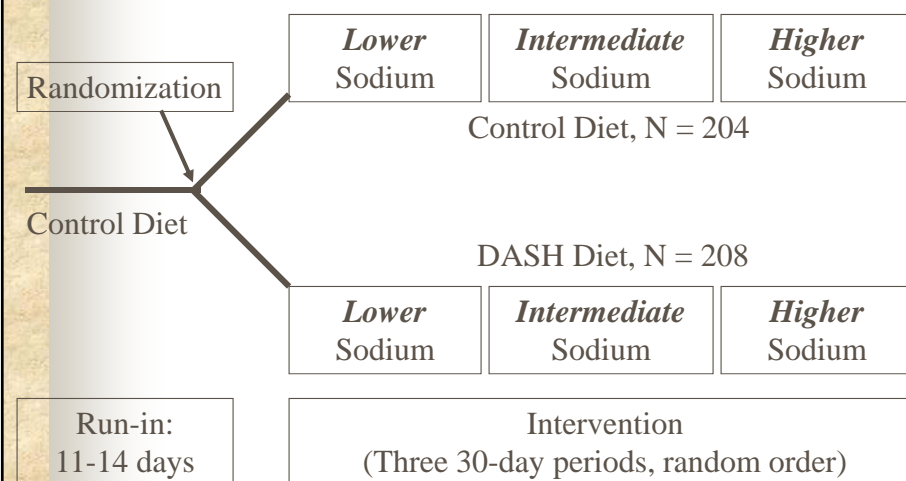 Lower
Sodium
Intermediate
Sodium
Higher
Sodium
Randomization
Control Diet, N = 204
Control Diet
DASH Diet, N = 208
Lower
Sodium
Intermediate
Sodium
Higher
Sodium
Run-in:
11-14 days
Intervention
(Three 30-day periods, random order)